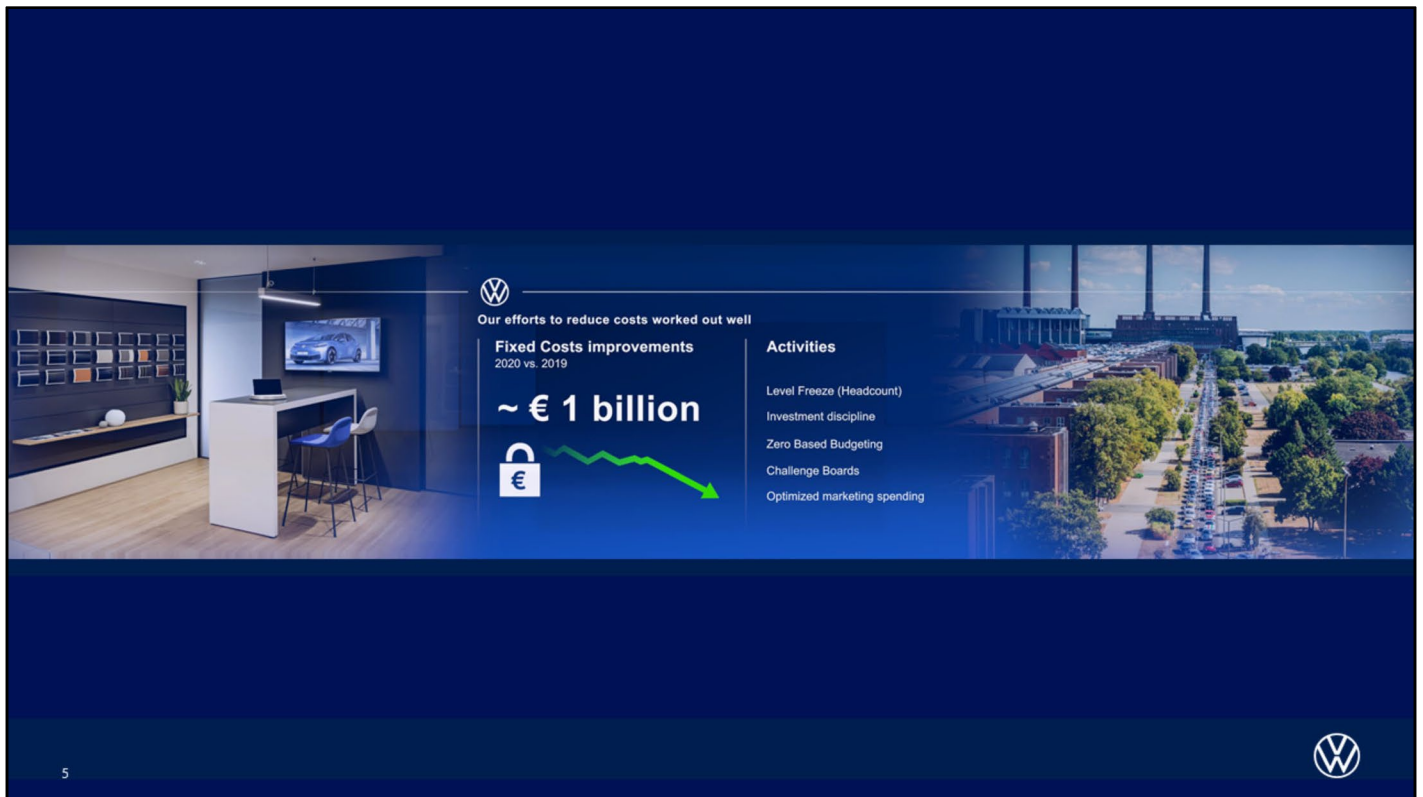 Our efforts to reduce costs worked out well
Fixed Costs improvements
2020 vs. 2019
~ € 1 billion
€
Activities
Level Freeze (Headcount)
Investment discipline
Zero Based Budgeting
Challenge Boards
Optimized marketing spending
5